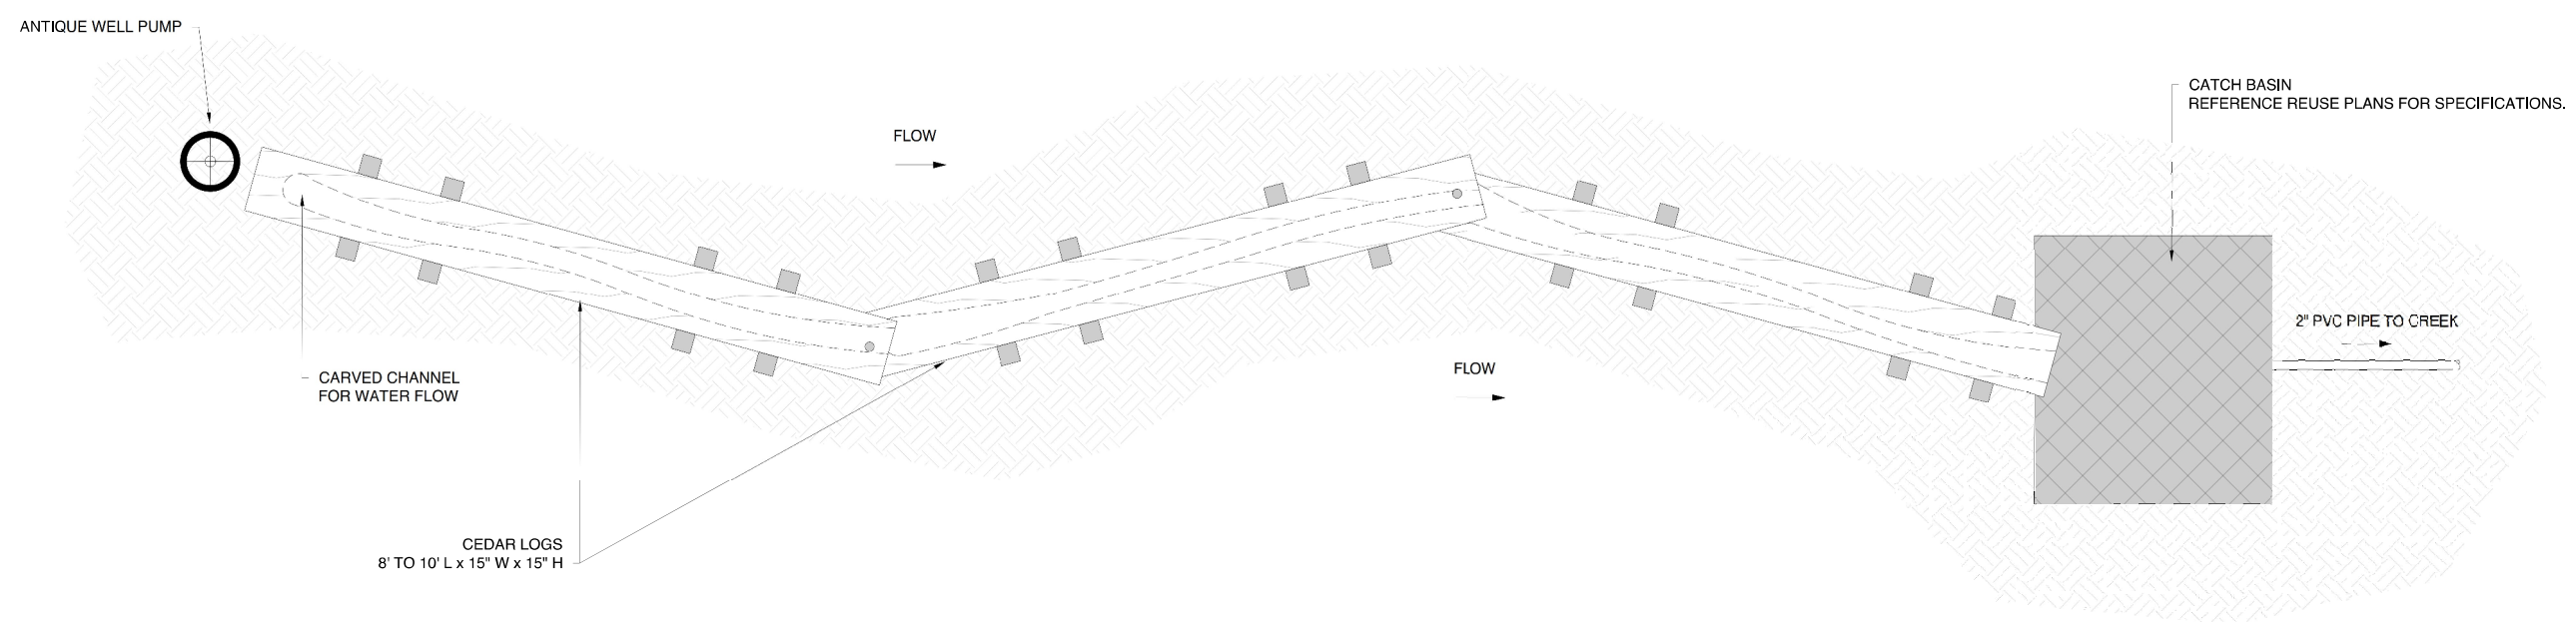 ANTIQUE WELL PUMP
CATCH BASIN
REFERENCE REUSE PLANS FOR SPECIFICATIONS.
FLOW
2" PVC PIPE TO CREEK
FLOW
CARVED CHANNEL
FOR WATER FLOW
CEDAR LOGS
8' TO 10' L x 15" W x 15" H